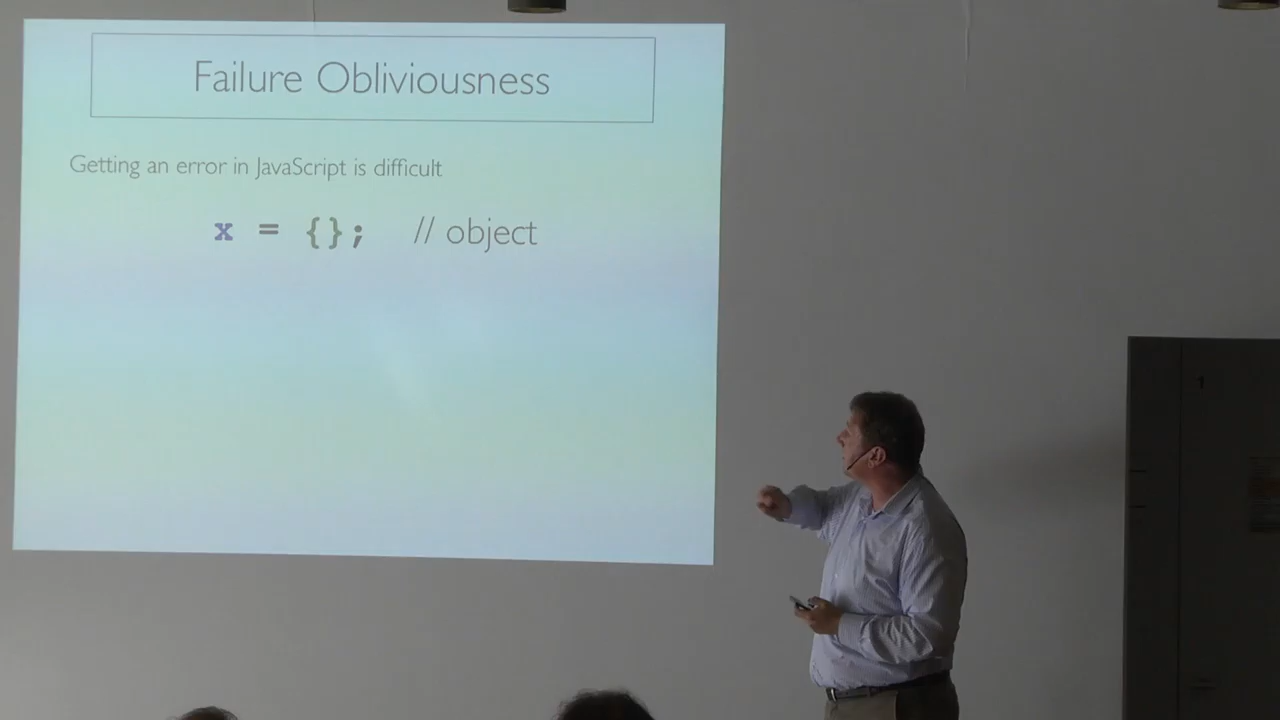 Failure Obliviousness
Getting an error in JavaScript is difficult
x = {}; // object